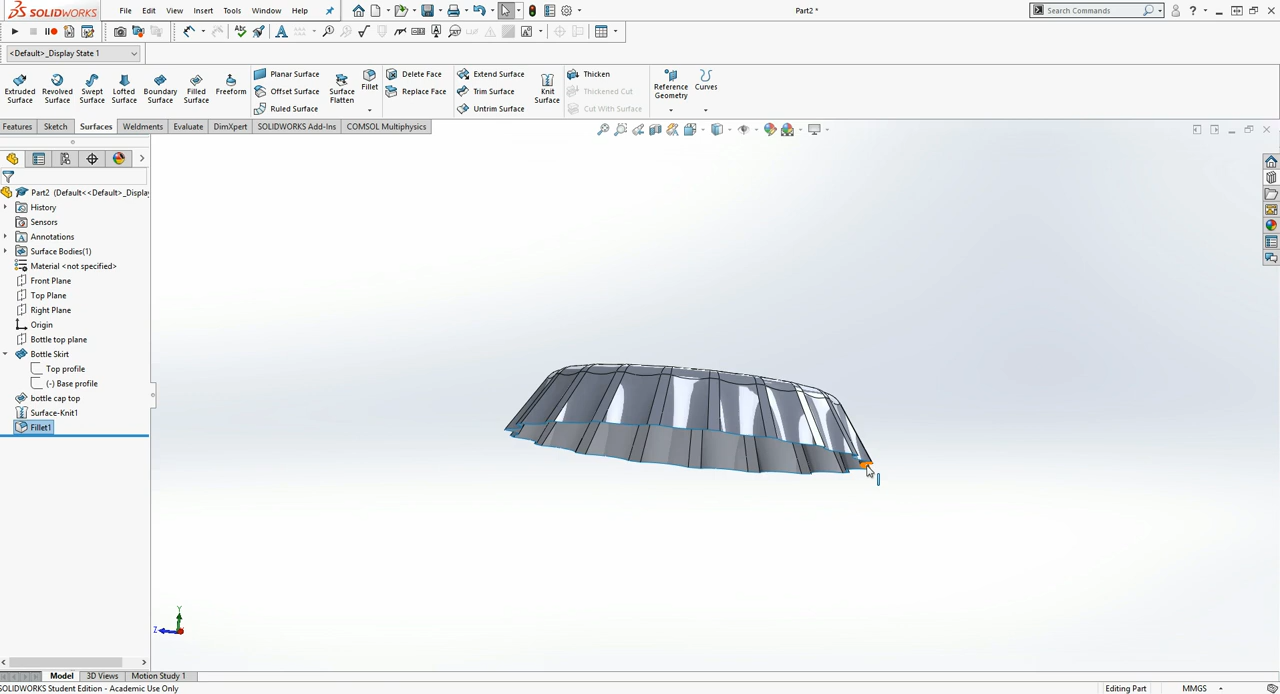 SOLIDWORKS
File Edit View Insert Tools Window Help
Part2 *
Search Commands
<Default>_Display State 1
Extruded Surface
Revolved Surface
Swept Surface
Lofted Surface
Boundary Surface
Filled Surface
Freeform
Planar Surface
Offset Surface
Ruled Surface
Surface Flatten
Fillet
Delete Face
Replace Face
Extend Surface
Trim Surface
Untrim Surface
Knit Surface
Thicken
Thickened Cut
Cut With Surface
Reference Geometry
Curves
Features Sketch Surfaces Weldments Evaluate DimXpert SOLIDWORKS Add-Ins COMSOL Multiphysics
Part2 (Default<<Default>_Display
History
Sensors
Annotations
Surface Bodies(1)
Material <not specified>
Front Plane
Top Plane
Right Plane
Origin
Bottle top plane
Bottle Skirt
Top profile
(-) Base profile
bottle cap top
Surface-Knit1
Fillet1
Y
Z
Model 3D Views Motion Study 1
SOLIDWORKS Student Edition - Academic Use Only
Editing Part MMGS